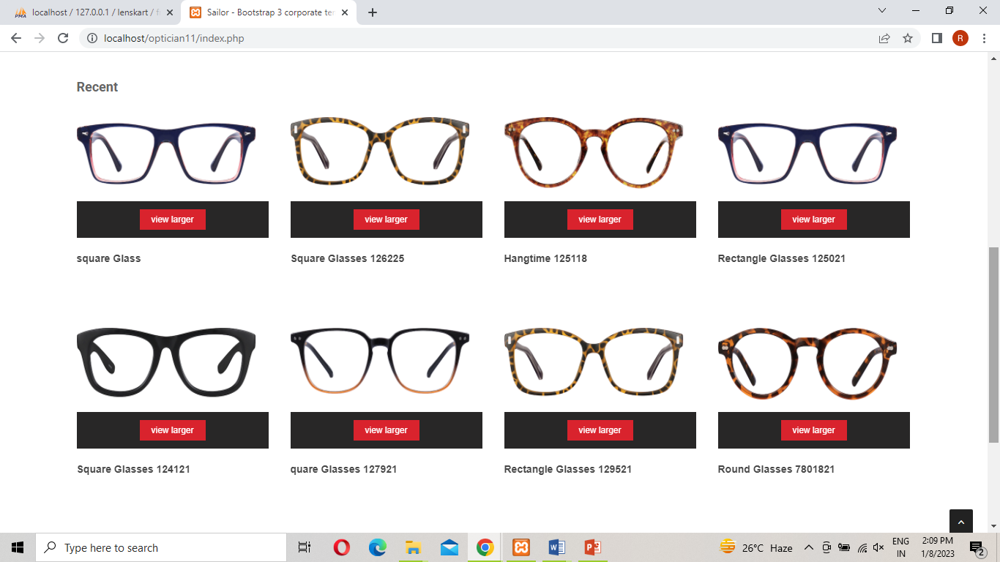 PMA localhost / 127.0.0.1 / lenskart / f
Sailor - Bootstrap 3 corporate ter
localhost/optician11/index.php
R
Recent
view larger view larger view larger view larger
square Glass Square Glasses 126225 Hangtime 125118 Rectangle Glasses 125021
view larger view larger view larger view larger
Square Glasses 124121 quare Glasses 127921 Rectangle Glasses 129521 Round Glasses 7801821
Type here to search
26°C Haze
ENG
IN
2:09 PM
1/8/2023
2